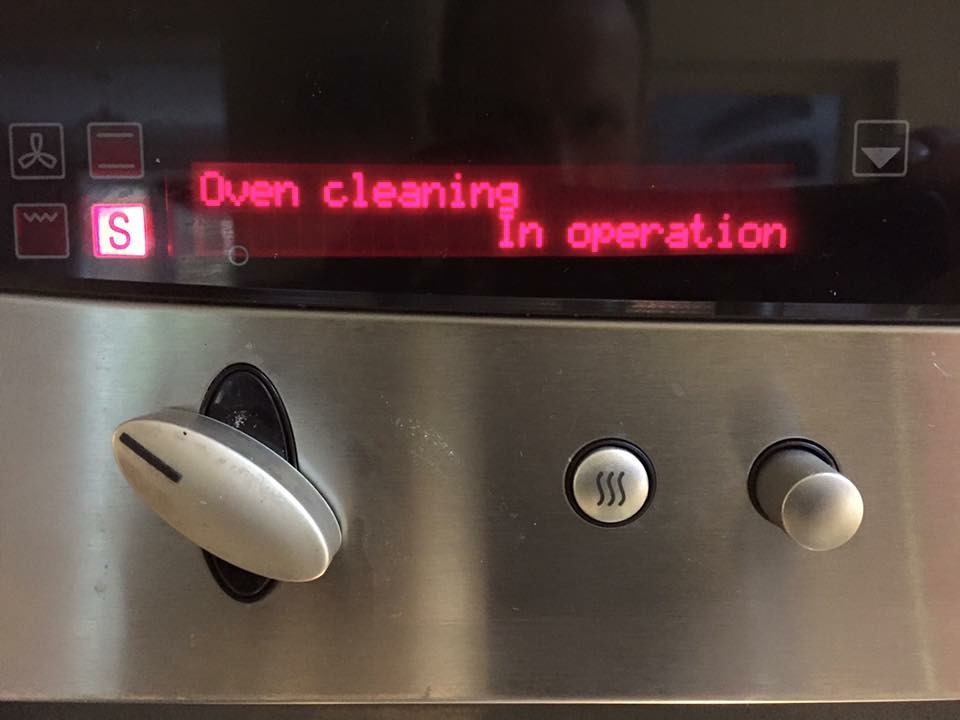 Oven cleaning
S
In operation